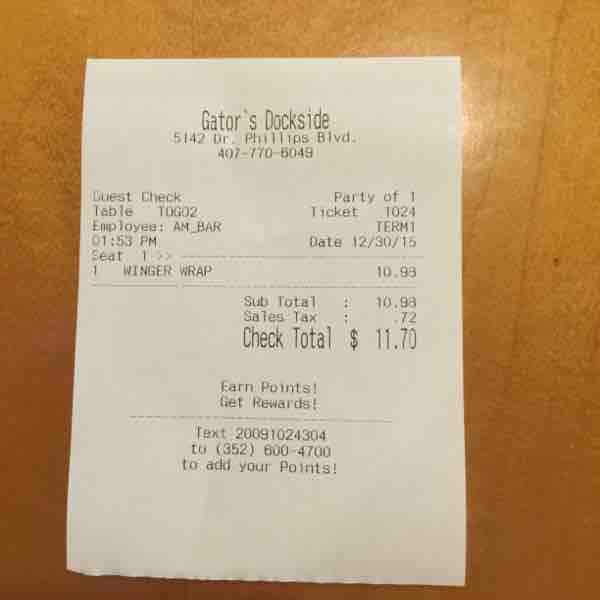 Gator`s Dockside
5142 Dr. Phillips Blvd.
407-770-6049
Guest Check Party of 1
Table TOGO2 Ticket 1024
Employee: AM_BAR TERM1
01:53 PM Date 12/30/15
Seat 1 >>
1 WINGER WRAP 10.98
Sub Total : 10.98
Sales Tax : .72
Check Total $ 11.70
Earn Points!
Get Rewards!
Text 20091024304
to (352) 600-4700
to add your Points!